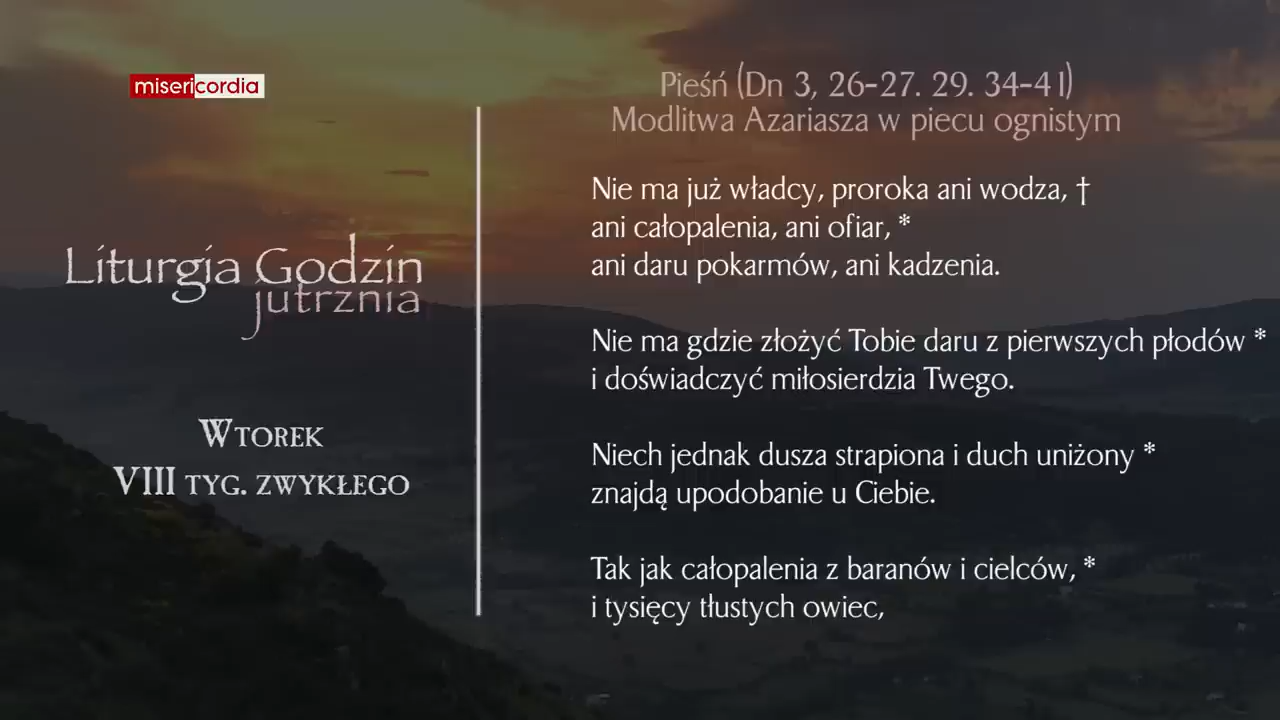 misericordia
Liturgia Godzin
jutrznia
Wtorek
VIII tyg. zwykłego
Pieśń (Dn 3, 26-27. 29. 34-41)
Modlitwa Azariasza w piecu ognistym
Nie ma już władcy, proroka ani wodza, †
ani całopalenia, ani ofiar, *
ani daru pokarmów, ani kadzenia.
Nie ma gdzie złożyć Tobie daru z pierwszych płodów *
i doświadczyć miłosierdzia Twego.
Niech jednak dusza strapiona i duch uniżony *
znajdą upodobanie u Ciebie.
Tak jak całopalenia z baranów i cielców, *
i tysięcy tłustych owiec,